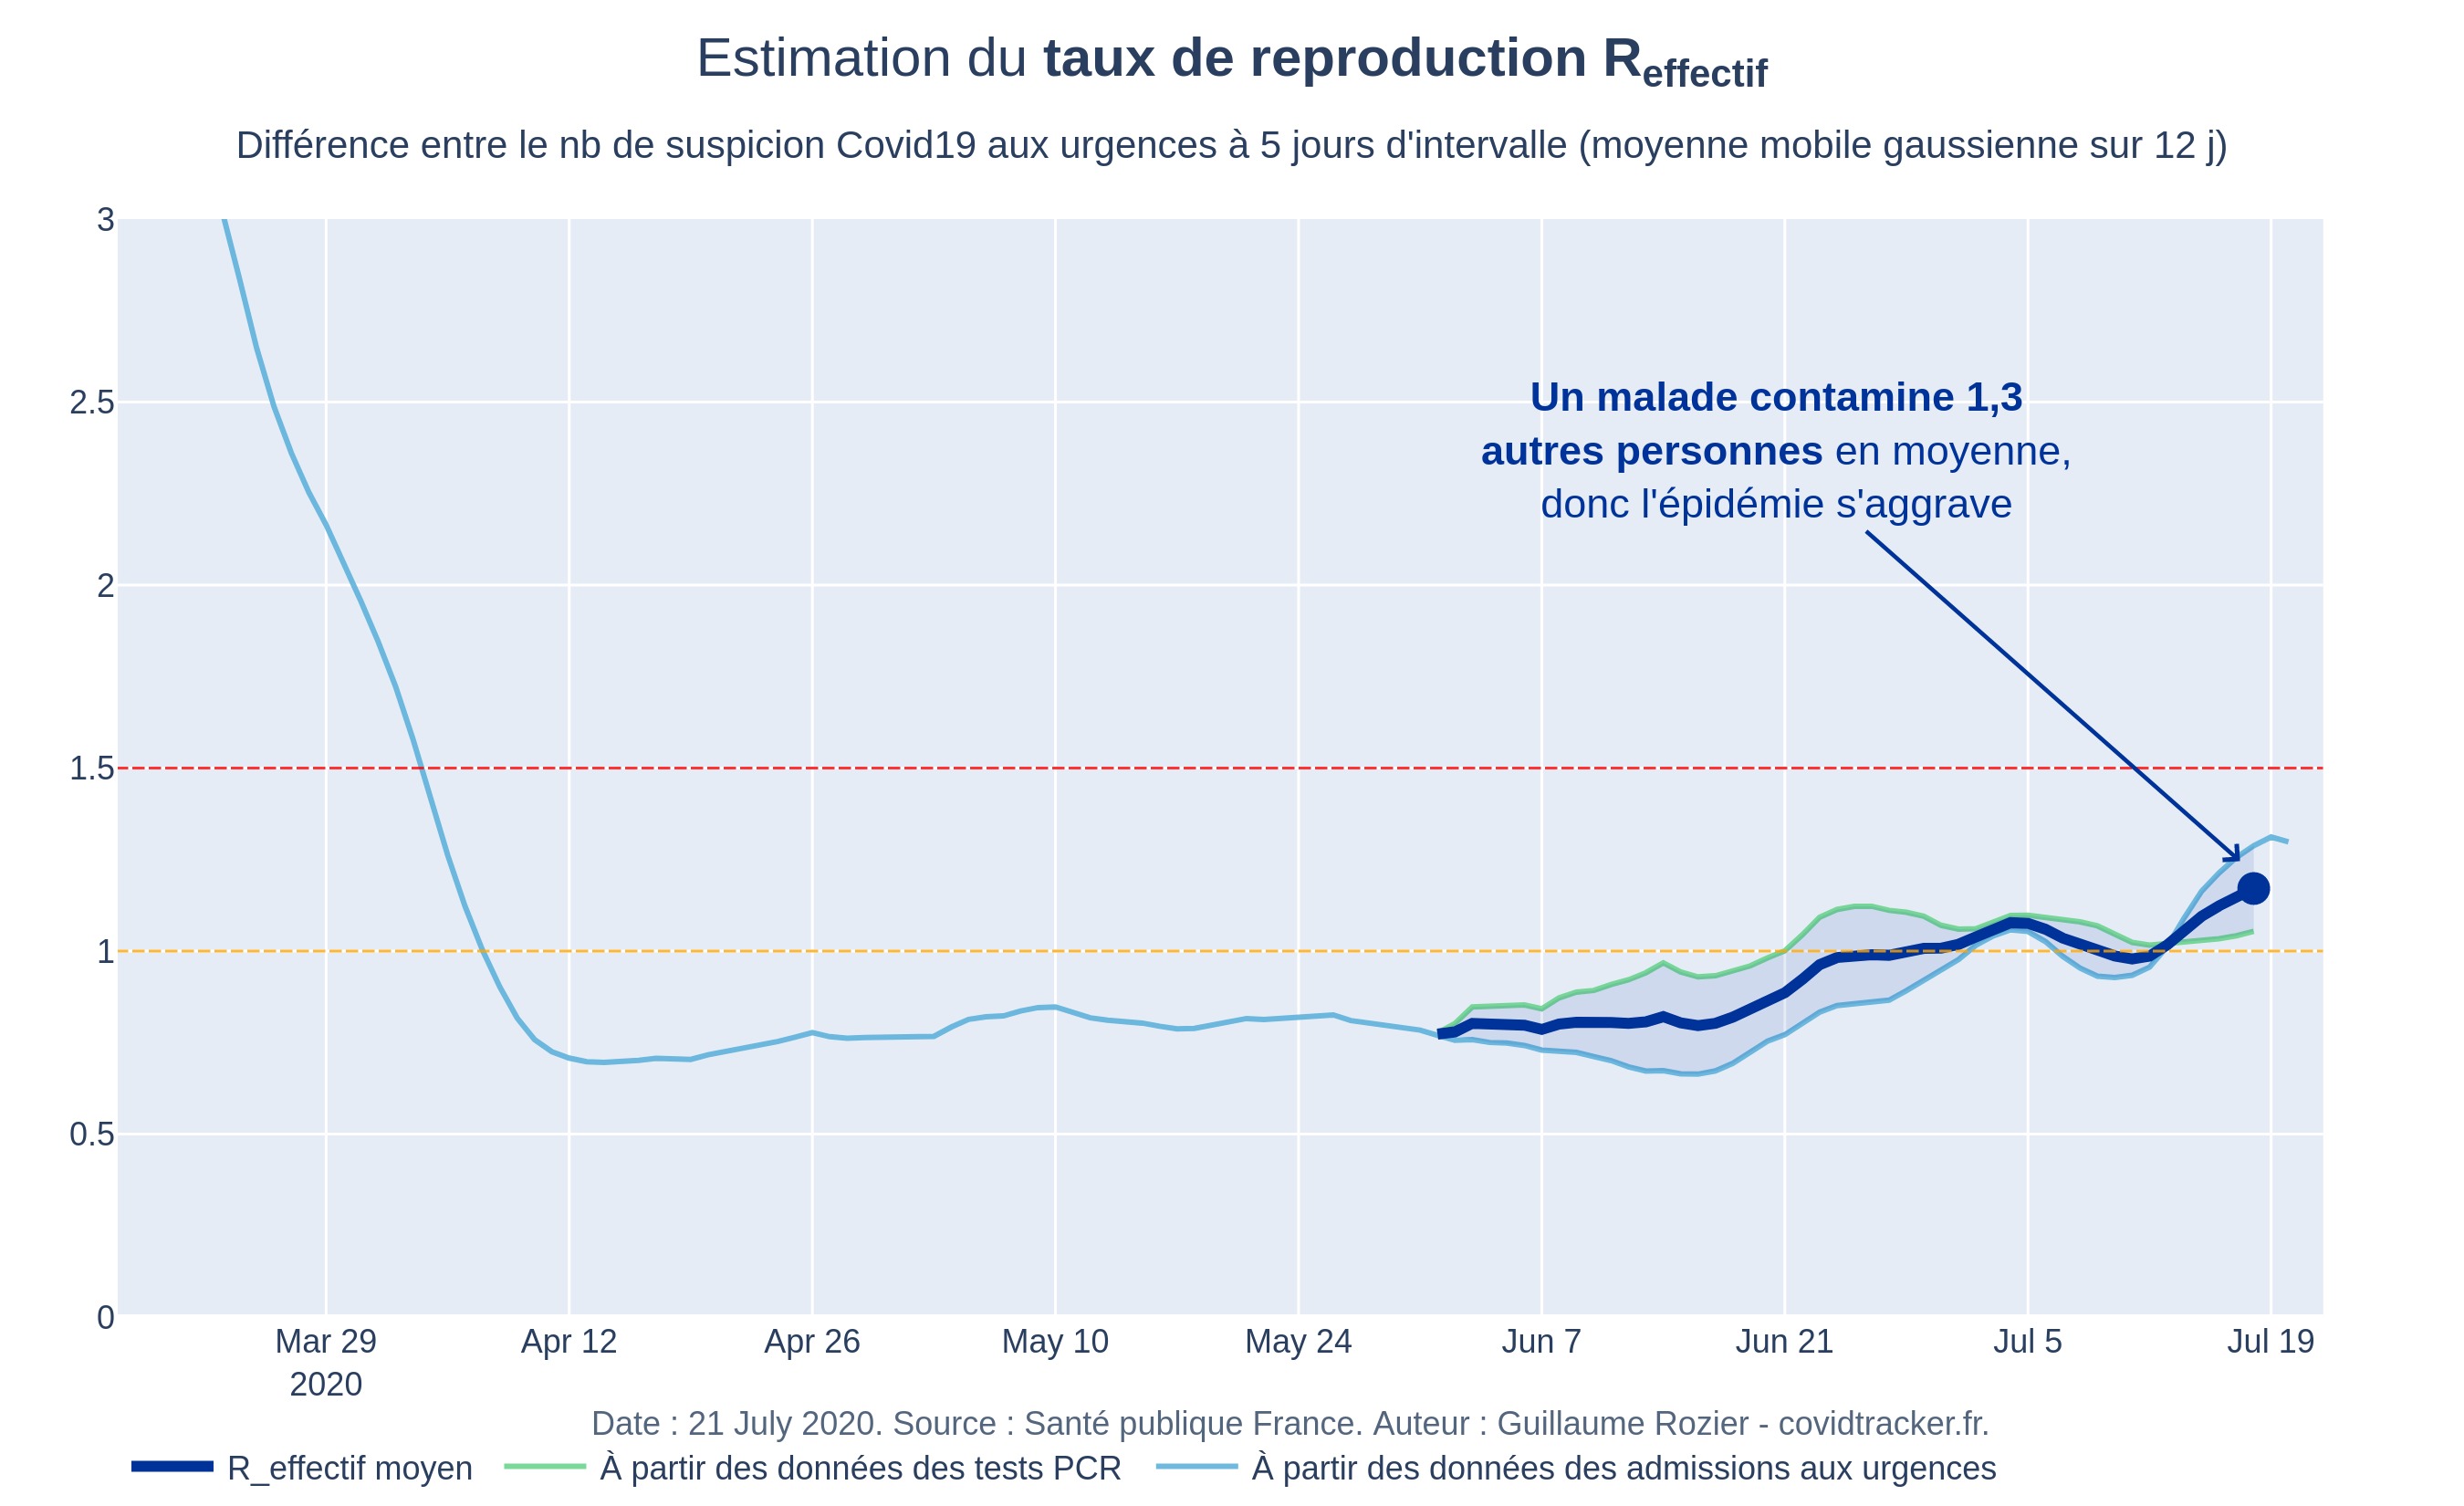 Estimation du taux de reproduction Reffectif
Différence entre le nb de suspicion Covid19 aux urgences à 5 jours d'intervalle (moyenne mobile gaussienne sur 12 j)
3
2.5
2
1.5
1
0.5
0
Un malade contamine 1,3
autres personnes en moyenne,
donc l'épidémie s'aggrave
Mar 29 Apr 12 Apr 26 May 10 May 24 Jun 7 Jun 21 Jul 5 Jul 19
2020
Date : 21 July 2020. Source : Santé publique France. Auteur : Guillaume Rozier - covidtracker.fr.
R_effectif moyen À partir des données des tests PCR À partir des données des admissions aux urgences